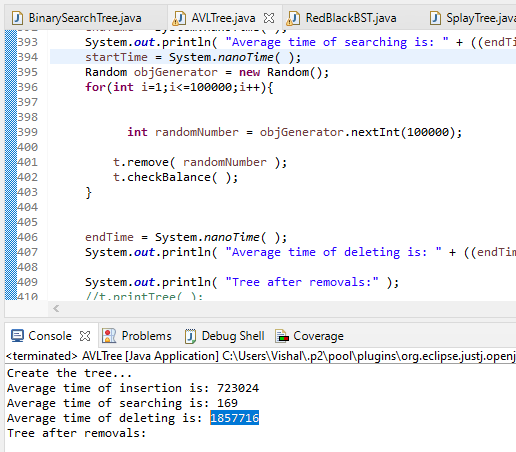 BinarySearchTree.java AVLTree.java RedBlackBST.java SplayTree.java
393 System.out.println( "Average time of searching is: " + ((endTime
394 startTime = System.nanoTime( );
395 Random objGenerator = new Random();
396 for(int i=1;i<=100000;i++){
397
398
399 int randomNumber = objGenerator.nextInt(100000);
400
401 t.remove( randomNumber );
402 t.checkBalance( );
403 }
404
405
406 endTime = System.nanoTime( );
407 System.out.println( "Average time of deleting is: " + ((endTim
408
409 System.out.println( "Tree after removals:" );
410 //t.printTree( );
Console Problems Debug Shell Coverage
<terminated> AVLTree [Java Application] C:\Users\Vishal\.p2\pool\plugins\org.eclipse.justj.openj
Create the tree...
Average time of insertion is: 723024
Average time of searching is: 169
Average time of deleting is: 1857716
Tree after removals: